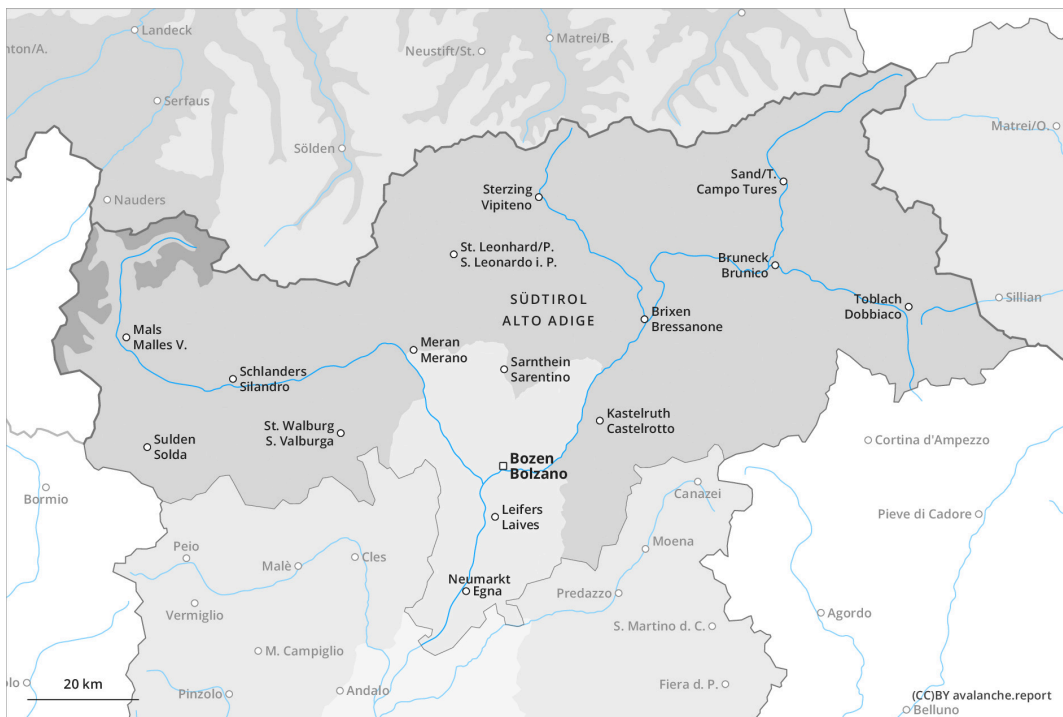 Landeck
nton/A.
Neustift/St.
Matrei/B.
Serfaus
Sölden
Matrei/O.
Nauders
Sterzing
Vipiteno
Sand/T.
Campo Tures
St. Leonhard/P.
S. Leonardo i. P.
Bruneck
Brunico
SÜDTIROL
ALTO ADIGE
Brixen
Bressanone
Toblach
Dobbiaco
Sillian
Mals
Malles V.
Meran
Merano
Sarnthein
Sarentino
Schlanders
Silandro
St. Walburg
S. Valburga
Kastelruth
Castelrotto
Sulden
Solda
Bozen
Bolzano
Cortina d'Ampezzo
Bormio
Canazei
Leifers
Laives
Pieve di Cadore
Peio
Malè
Cles
Moena
Neumarkt
Egna
Predazzo
Vermiglio
Agordo
S. Martino d. C.
M. Campiglio
olo
20 km
Pinzolo
Andalo
Fiera d. P.
(CC)BY avalanche.report
Belluno